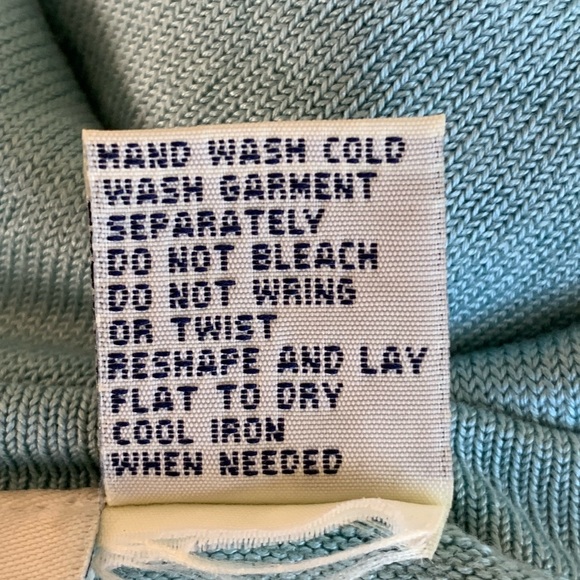 HAND WASH COLD
WASH GARMENT
SEPARATELY
DO NOT BLEACH
DO NOT WRING
OR TWIST
RESHAPE AND LAY
FLAT TO DRY
COOL IRON
WHEN NEEDED